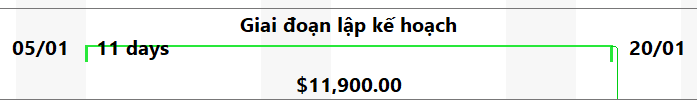 Giai đoạn lập kế hoạch
05/01 11 days 20/01
$11,900.00